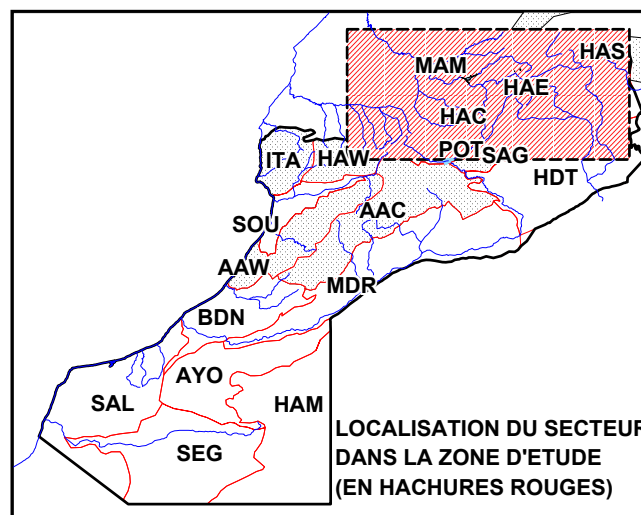 HAS
MAM
HAE
HAC
POT
SAG
ITA
HAW
HDT
AAC
SOU
AAW
MDR
BDN
AYO
SAL
HAM
SEG
LOCALISATION DU SECTEUR
DANS LA ZONE D'ETUDE
(EN HACHURES ROUGES)